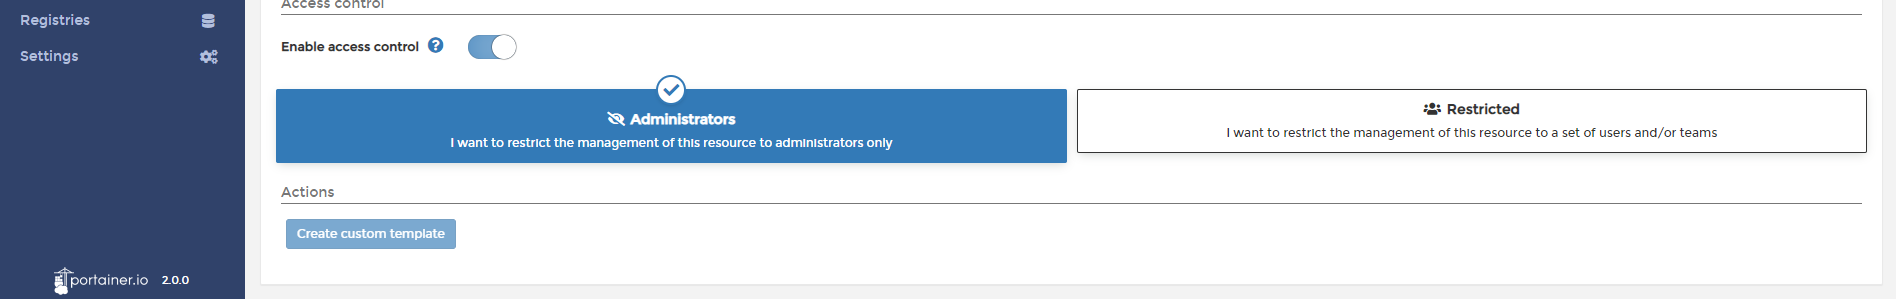 Registries
Settings
portainer.io 2.0.0
Access control
Enable access control
Administrators
I want to restrict the management of this resource to administrators only
Restricted
I want to restrict the management of this resource to a set of users and/or teams
Actions
Create custom template